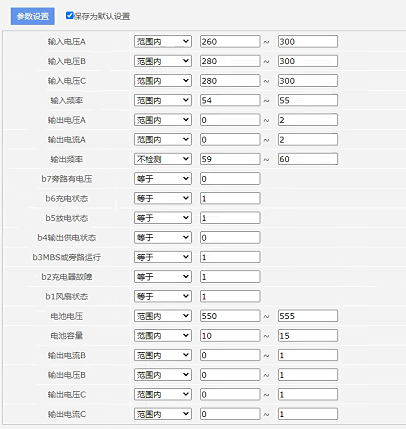 参数设置 保存为默认设置
输入电压A 范围内 260 ~ 300
输入电压B 范围内 280 ~ 300
输入电压C 范围内 280 ~ 300
输入频率 范围内 54 ~ 55
输出电压A 范围内 0 ~ 2
输出电流A 范围内 0 ~ 2
输出频率 不检测 59 ~ 60
b7旁路有电压 等于 0
b6充电状态 等于 1
b5放电状态 等于 1
b4输出供电状态 等于 0
b3MBS或旁路运行 等于 1
b2充电器故障 等于 1
b1风扇状态 等于 1
电池电压 范围内 550 ~ 555
电池容量 范围内 10 ~ 15
输出电流B 范围内 0 ~ 1
输出电压B 范围内 0 ~ 1
输出电压C 范围内 0 ~ 1
输出电流C 范围内 0 ~ 1